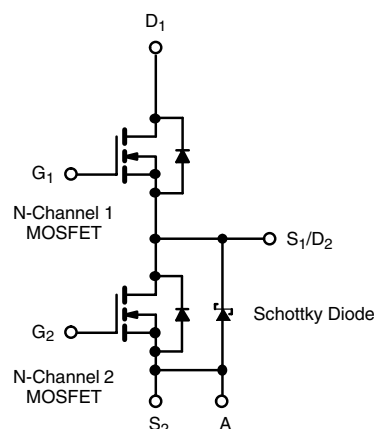 D1
G1
N-Channel 1
MOSFET
S1/D2
G2
Schottky Diode
N-Channel 2
MOSFET
S2
A